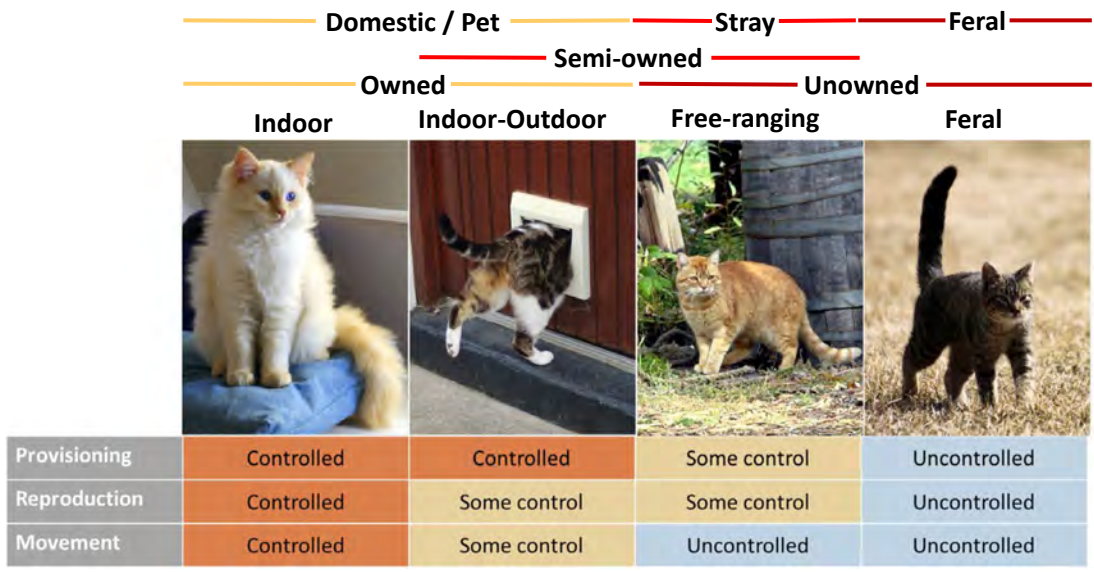 Domestic / Pet Stray Feral
Semi-owned
Owned Unowned
Indoor Indoor-Outdoor Free-ranging Feral
Provisioning Controlled Controlled Some control Uncontrolled
Reproduction Controlled Some control Some control Uncontrolled
Movement Controlled Some control Uncontrolled Uncontrolled